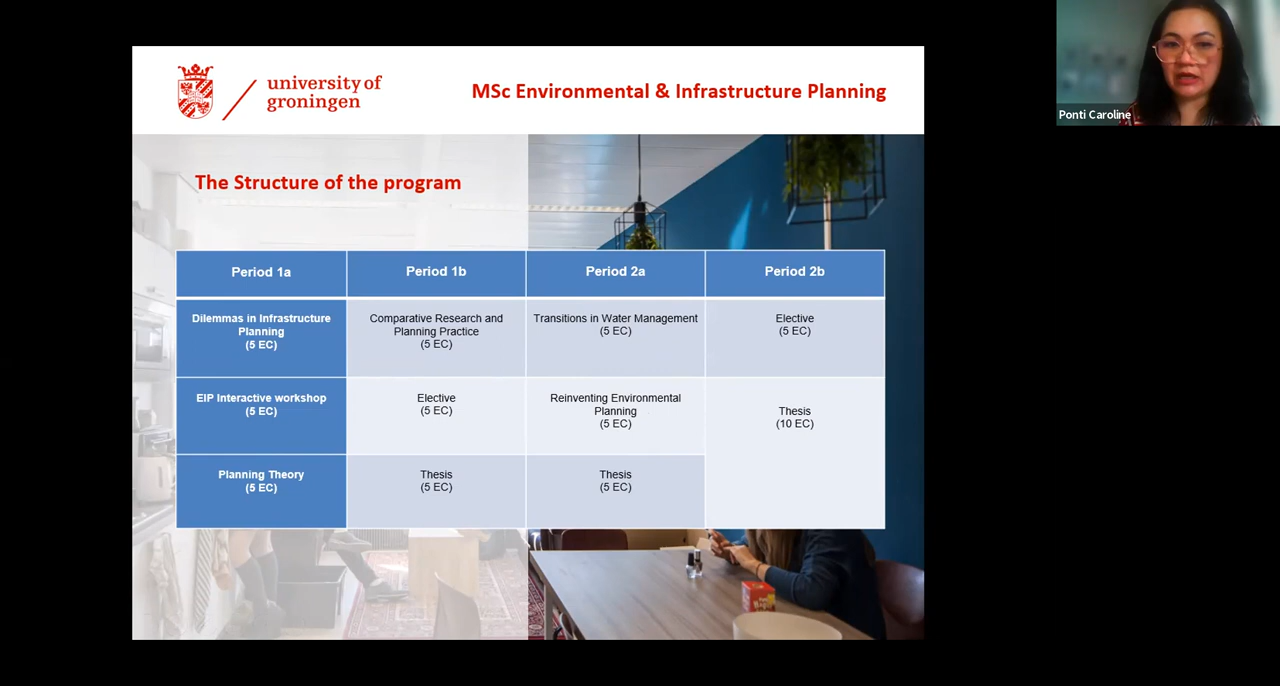 university of
groningen
MSc Environmental & Infrastructure Planning
Ponti Caroline
The Structure of the program
Period 1a
Period 1b
Period 2a
Period 2b
Dilemmas in Infrastructure
Planning
(5 EC)
Comparative Research and
Planning Practice
(5 EC)
Transitions in Water Management
(5 EC)
Elective
(5 EC)
EIP Interactive workshop
(5 EC)
Elective
(5 EC)
Reinventing Environmental
Planning
(5 EC)
Thesis
(10 EC)
Planning Theory
(5 EC)
Thesis
(5 EC)
Thesis
(5 EC)